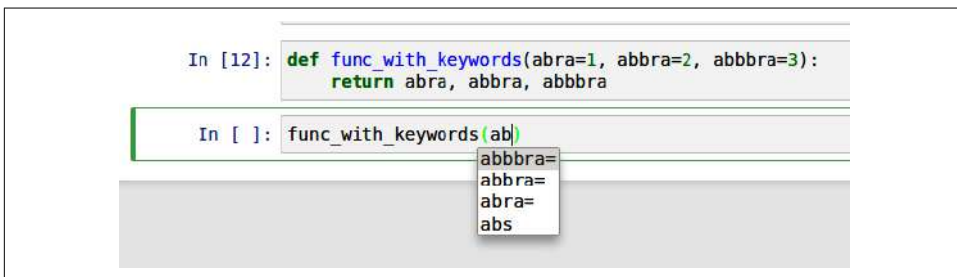 In [12]: def func_with_keywords(abra=1, abbra=2, abbbra=3):
return abra, abbra, abbbra
In [ ]: func_with_keywords(ab)
abbbra=
abbra=
abra=
abs